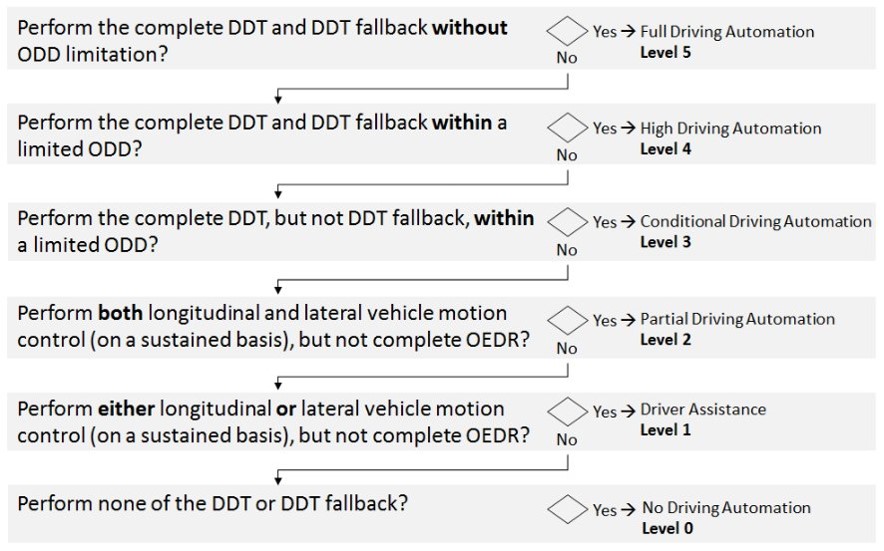 Perform the complete DDT and DDT fallback without
ODD limitation?
Yes → Full Driving Automation
Level 5
No
Perform the complete DDT and DDT fallback within a
limited ODD?
Yes → High Driving Automation
Level 4
No
Perform the complete DDT, but not DDT fallback, within
a limited ODD?
Yes → Conditional Driving Automation
Level 3
No
Perform both longitudinal and lateral vehicle motion
control (on a sustained basis), but not complete OEDR?
Yes → Partial Driving Automation
Level 2
No
Perform either longitudinal or lateral vehicle motion
control (on a sustained basis), but not complete OEDR?
Yes → Driver Assistance
Level 1
No
Perform none of the DDT or DDT fallback?
Yes → No Driving Automation
Level 0